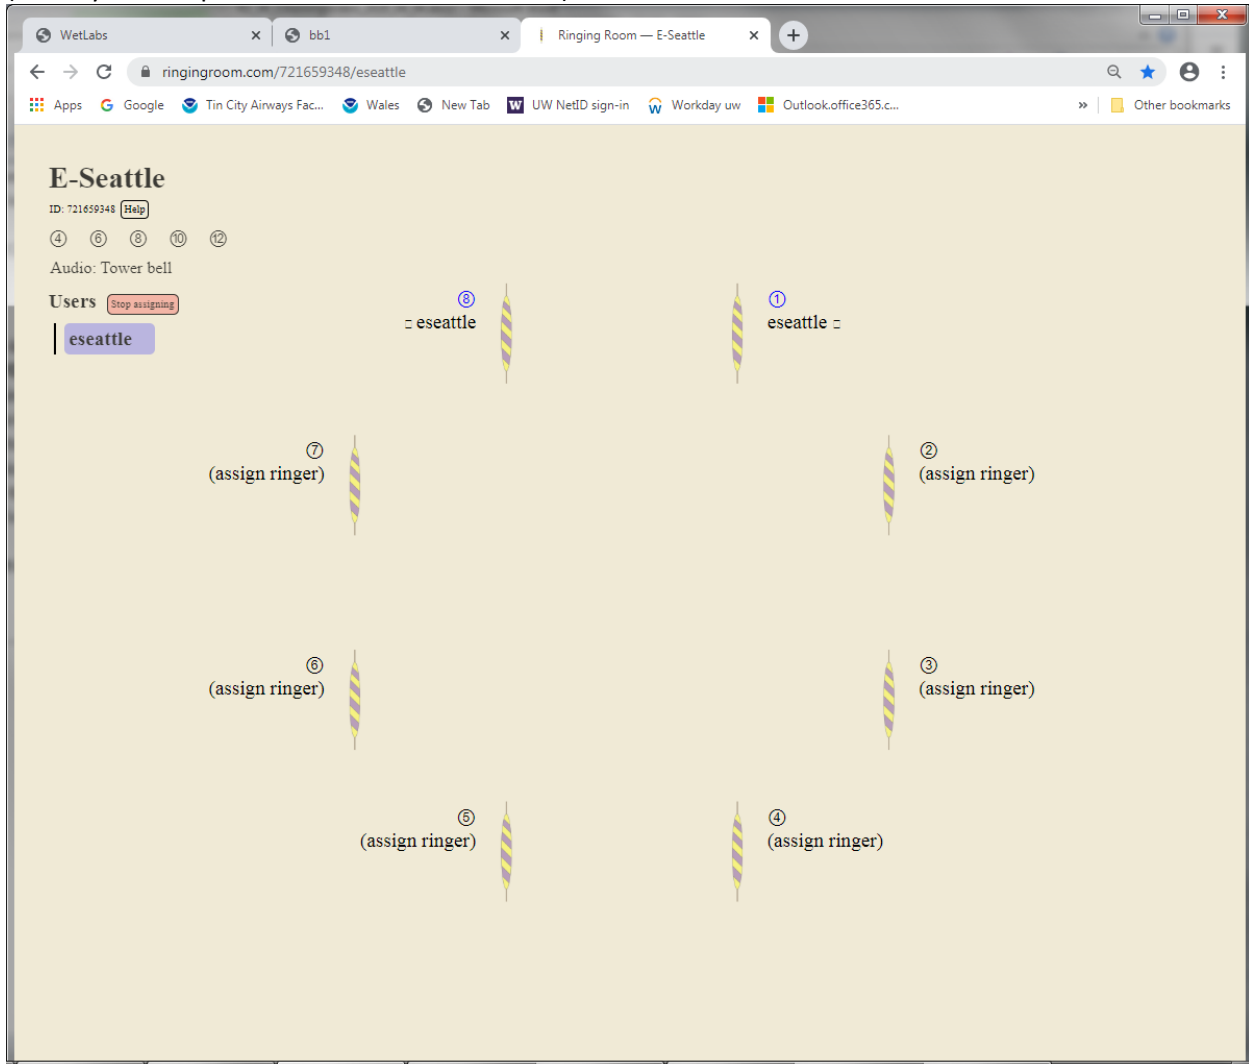 WetLabs
bb1
Ringing Room — E-Seattle
ringingroom.com/721659348/eseattle
Apps Google Tin City Airways Fac... Wales New Tab UW NetID sign-in Workday uw Outlook.office365.c... » Other bookmarks
E-Seattle
ID: 721659348 Help
④ ⑥ ⑧ ⑩ ⑫
Audio: Tower bell
Users Stop assigning
eseattle
⑧ ①
eseattle eseattle
⑦ ②
(assign ringer) (assign ringer)
⑥ ③
(assign ringer) (assign ringer)
⑤ ④
(assign ringer) (assign ringer)